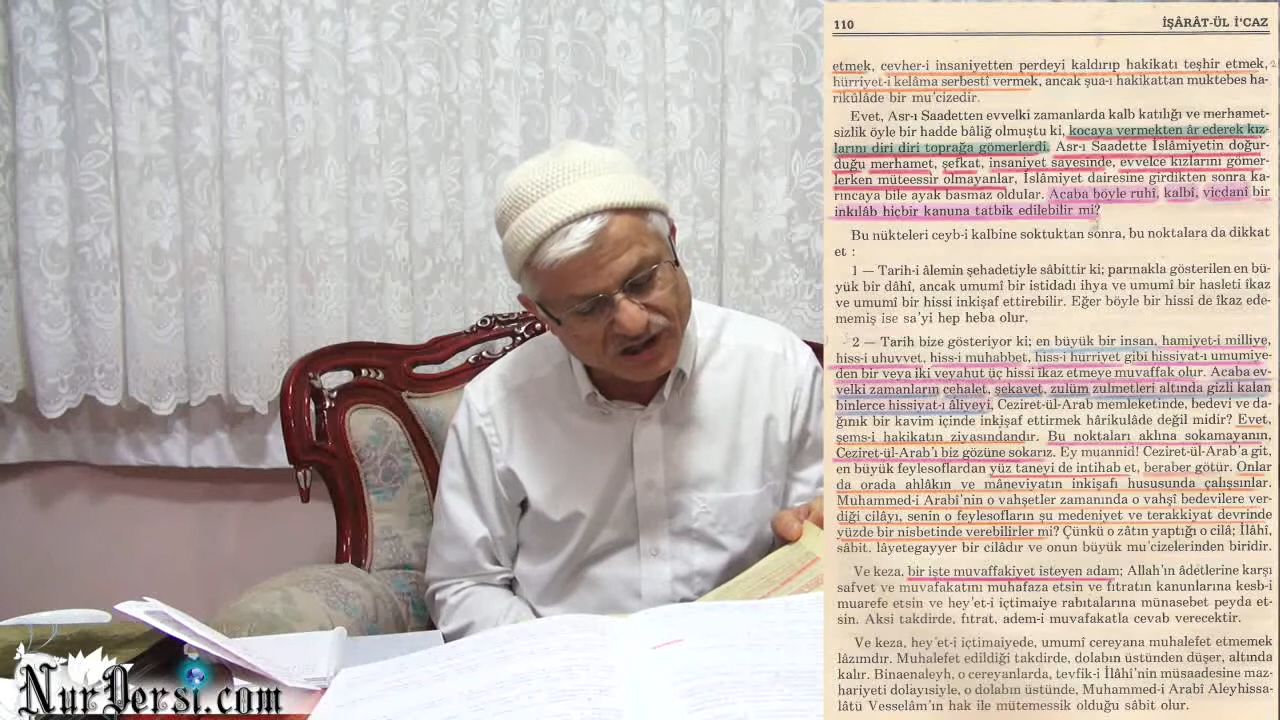 110
İŞÂRÂT-ÜL İ'CAZ
etmek, cevher-i insaniyetten perdeyi kaldırıp hakikatı teşhir etmek,
hürriyet-i kelâma serbestî vermek, ancak şua-ı hakikattan muktebes ha-
rikulâde bir mu'cizedir.
Evet, Asr-ı Saadetten evvelki zamanlarda kalb katılığı ve merhamet-
sizlik öyle bir hadde bâliğ olmuştu ki, kocaya vermekten âr ederek kız-
larını diri diri toprağa gömerlerdi. Asr-ı Saadette İslâmiyetin doğur-
duğu merhamet, şefkat, insaniyet sayesinde, evvelce kızlarını gömer-
lerken müteessir olmayanlar, İslâmiyet dairesine girdikten sonra ka-
rıncaya bile ayak basmaz oldular. Acaba böyle ruhî, kalbî, vicdanî bir
inkılâb hiçbir kanuna tatbik edilebilir mi?
Bu nükteleri ceyb-i kalbine soktuktan sonra, bu noktalara da dikkat
et :
1 — Tarih-i âlemin şehadetiyle sâbittir ki; parmakla gösterilen en bü-
yük bir dâhî, ancak umumî bir istidadı ihya ve umumî bir hasleti ikaz
ve umumî bir hissi inkişaf ettirebilir. Eğer böyle bir hissi de ikaz ede-
memiş ise sa'yi hep heba olur.
2 — Tarih bize gösteriyor ki; en büyük bir insan, hamiyet-i milliye,
hiss-i uhuvvet, hiss-i muhabbet, hiss-i hürriyet gibi hissiyat-ı umumiye-
den bir veya iki veyahut üç hissi ikaz etmeye muvaffak olur. Acaba ev-
velki zamanların cehalet, şekavet, zulüm zulmetleri altında gizli kalan
binlerce hissiyat-ı âliyeyi, Ceziret-ül-Arab memleketinde, bedevi ve da-
ğınık bir kavim içinde inkişaf ettirmek hârikulâde değil midir? Evet,
şems-i hakikatın ziyasındandır. Bu noktaları aklına sokamayanın,
Ceziret-ül-Arab'ı biz gözüne sokarız. Ey muannid! Ceziret-ül-Arab'a git,
en büyük feylesoflardan yüz taneyi de intihab et, beraber götür. Onlar
da orada ahlâkın ve mâneviyatın inkişafı hususunda çalışsınlar.
Muhammed-i Arabî'nin o vahşetler zamanında o vahşî bedevilere ver-
diği cilâyı, senin o feylesofların şu medeniyet ve terakkiyat devrinde
yüzde bir nisbetinde verebilirler mi? Çünkü o zâtın yaptığı o cilâ; İlâhî,
sâbit, lâyetegayyer bir cilâdır ve onun büyük mu'cizelerinden biridir.
Ve keza, bir işte muvaffakiyet isteyen adam; Allah'ın âdetlerine karşı
safvet ve muvafakatını muhafaza etsin ve fıtratın kanunlarına kesb-i
muarefe etsin ve hey'et-i içtimaiye rabıtalarına münasebet peyda et-
sin. Aksi takdirde, fıtrat, adem-i muvafakatla cevab verecektir.
Ve keza, hey'et-i içtimaiyede, umumî cereyana muhalefet etmemek
lâzımdır. Muhalefet edildiği takdirde, dolabın üstünden düşer, altında
kalır. Binaenaleyh, o cereyanlarda, tevfik-i İlâhî'nin müsaadesine maz-
hariyeti dolayısiyle, o dolabın üstünde, Muhammed-i Arabî Aleyhissa-
lâtu Vesselâm'ın hak ile mütemessik olduğu sâbit olur.
NurDersi.com